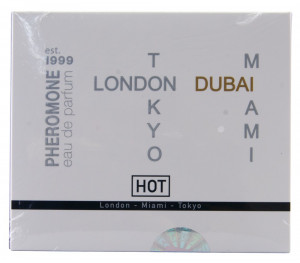 est.
1999
PHEROMONE
eau de parfum
TOKYO
LONDON
MIAMI
DUBAI
HOT
London - Miami - Tokyo